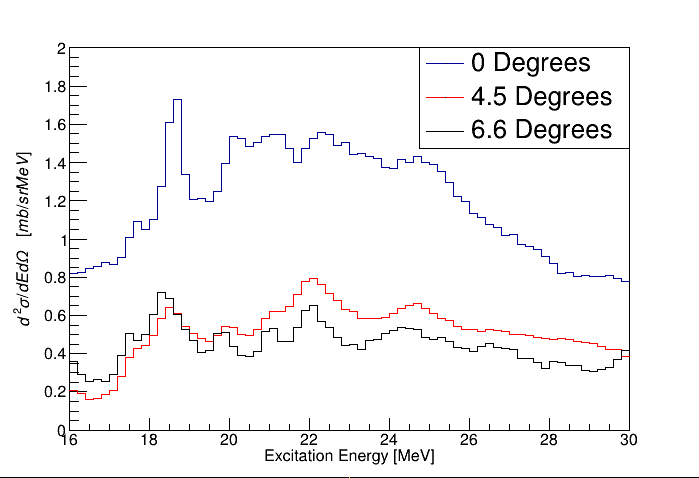 0 Degrees
4.5 Degrees
6.6 Degrees
d²σ/dEdΩ [mb/srMeV]
2
1.8
1.6
1.4
1.2
1
0.8
0.6
0.4
0.2
0
16 18 20 22 24 26 28 30
Excitation Energy [MeV]